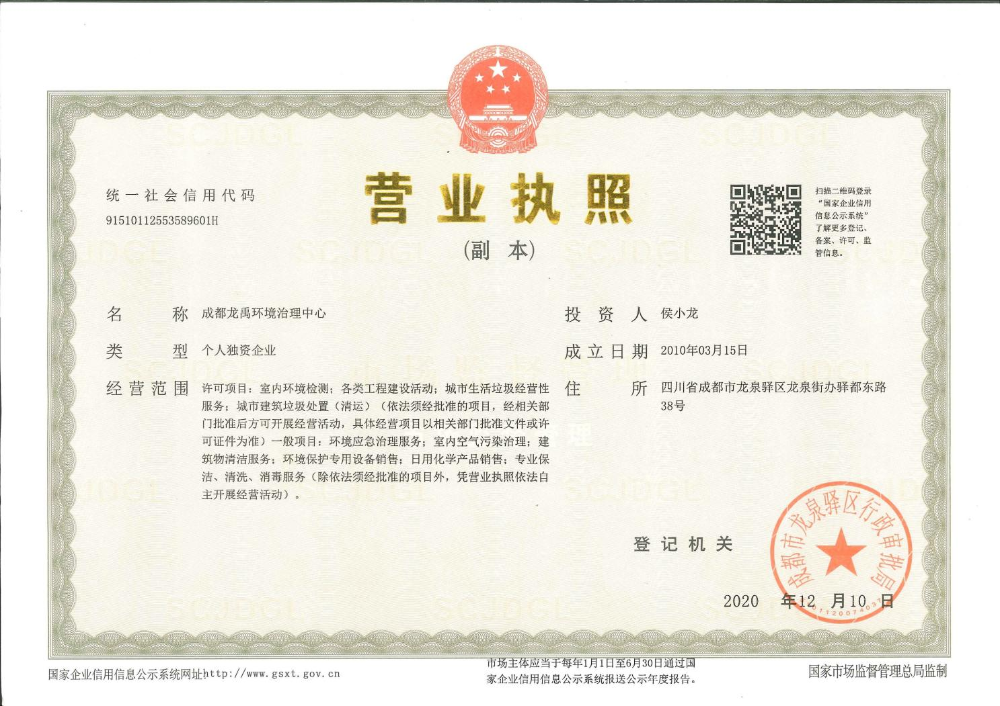 营业执照
(副 本)
统一社会信用代码
91510112553589601H
扫描二维码登录
“国家企业信用
信息公示系统”
了解更多登记、
备案、许可、监
管信息。
名 称 成都龙禹环境治理中心
类 型 个人独资企业
经营范围 许可项目：室内环境检测；各类工程建设活动；城市生活垃圾经营性
服务；城市建筑垃圾处置（清运）（依法须经批准的项目，经相关部
门批准后方可开展经营活动，具体经营项目以相关部门批准文件或许
可证件为准）一般项目：环境应急治理服务；室内空气污染治理；建
筑物清洁服务；环境保护专用设备销售；日用化学产品销售；专业保
洁、清洗、消毒服务（除依法须经批准的项目外，凭营业执照依法自
主开展经营活动）。
投资人 侯小龙
成立日期 2010年03月15日
住 所 四川省成都市龙泉驿区龙泉街办驿都东路
38号
登记机关
成都市龙泉驿区行政审批局
2020 年12 月10 日
国家企业信用信息公示系统网址:http://www.gsxt.gov.cn
市场主体应当于每年1月1日至6月30日通过国
家企业信用信息公示系统报送公示年度报告。
国家市场监督管理总局监制
SCJDGL